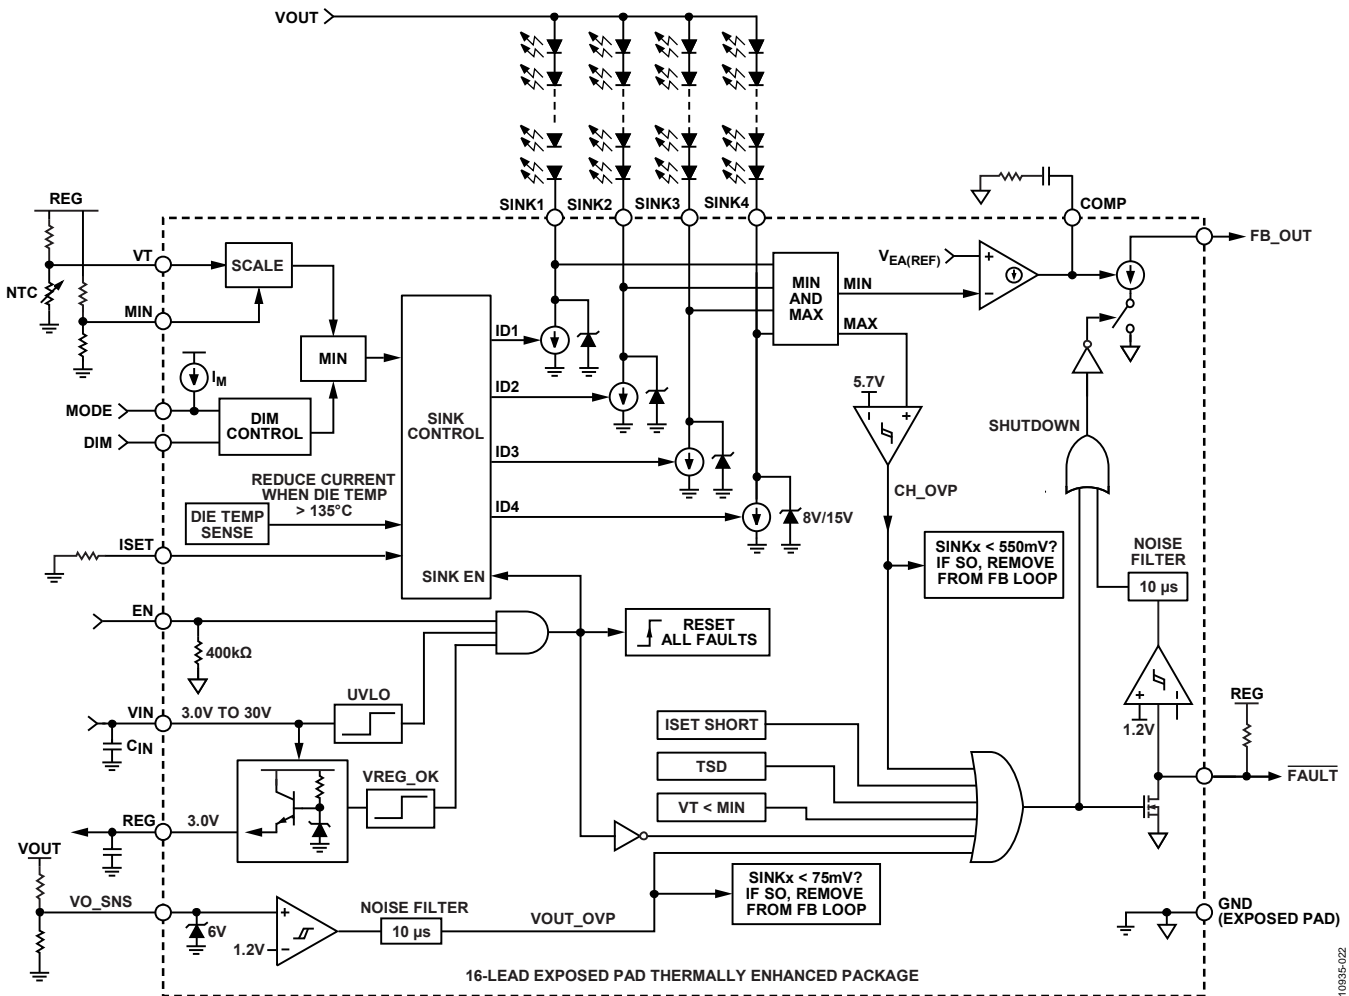 VOUT
REG
SINK1
SINK2
SINK3
SINK4
COMP
FB_OUT
VT
SCALE
NTC
MIN
V_EA(REF)
+
−
MIN
AND
MAX
MIN
MAX
MIN
I_M
MODE
DIM
DIM
CONTROL
ID1
ID2
ID3
ID4
SINK
CONTROL
SINK EN
5.7V
−
+
SHUTDOWN
REDUCE CURRENT
WHEN DIE TEMP
> 135°C
DIE TEMP
SENSE
8V/15V
CH_OVP
ISET
SINKx < 550mV?
IF SO, REMOVE
FROM FB LOOP
NOISE
FILTER
10 µs
EN
400kΩ
RESET
ALL FAULTS
UVLO
VIN
3.0V TO 30V
C_IN
ISET SHORT
TSD
VT < MIN
+
−
1.2V
REG
FAULT
VREG_OK
REG
3.0V
VOUT
VO_SNS
6V
+
−
1.2V
NOISE FILTER
10 µs
VOUT_OVP
SINKx < 75mV?
IF SO, REMOVE
FROM FB LOOP
GND
(EXPOSED PAD)
16-LEAD EXPOSED PAD THERMALLY ENHANCED PACKAGE
10935-022